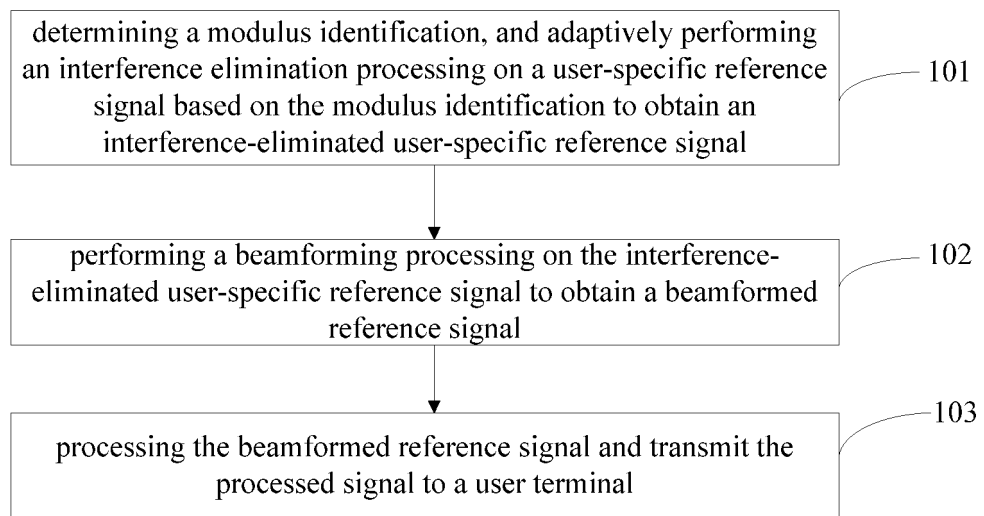 determining a modulus identification, and adaptively performing
an interference elimination processing on a user-specific reference
signal based on the modulus identification to obtain an
interference-eliminated user-specific reference signal
101
performing a beamforming processing on the interference-
eliminated user-specific reference signal to obtain a beamformed
reference signal
102
processing the beamformed reference signal and transmit the
processed signal to a user terminal
103